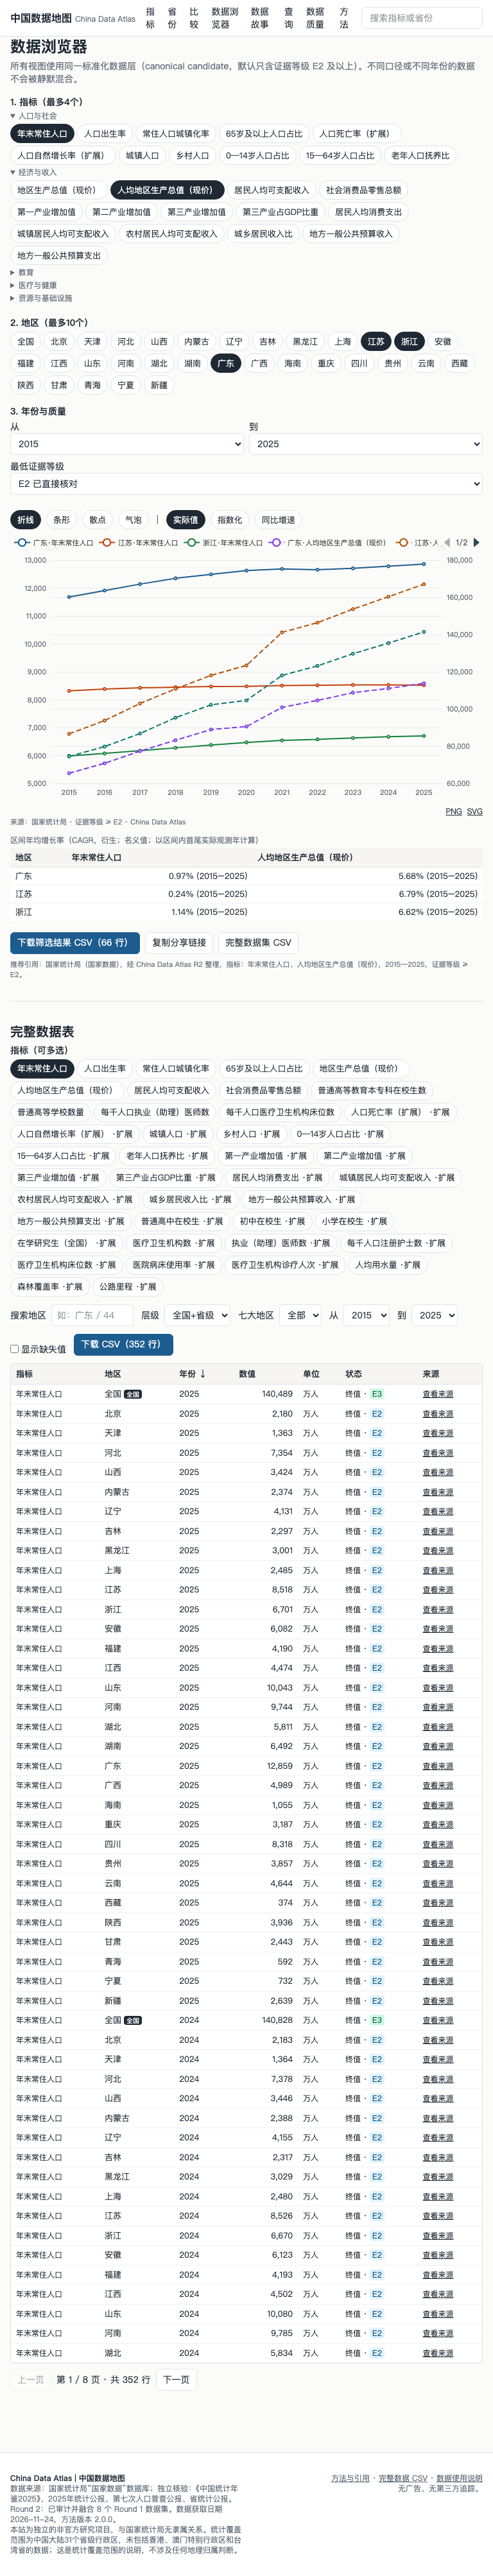 中国数据地图 China Data Atlas
指标 省份 比较 数据浏览器 数据故事 查询 数据质量 方法
搜索指标或省份
数据浏览器
所有视图使用同一标准化数据层（canonical candidate，默认只含证据等级 E2 及以上）。不同口径或不同年份的数据不会被静默混合。
1. 指标（最多4个）
▼ 人口与社会
年末常住人口 人口出生率 常住人口城镇化率 65岁及以上人口占比 人口死亡率（扩展）
人口自然增长率（扩展） 城镇人口 乡村人口 0—14岁人口占比 15—64岁人口占比 老年人口抚养比
▼ 经济与收入
地区生产总值（现价） 人均地区生产总值（现价） 居民人均可支配收入 社会消费品零售总额
第一产业增加值 第二产业增加值 第三产业增加值 第三产业占GDP比重 居民人均消费支出
城镇居民人均可支配收入 农村居民人均可支配收入 城乡居民收入比 地方一般公共预算收入
地方一般公共预算支出
▶ 教育
▶ 医疗与健康
▶ 资源与基础设施
2. 地区（最多10个）
全国 北京 天津 河北 山西 内蒙古 辽宁 吉林 黑龙江 上海 江苏 浙江 安徽
福建 江西 山东 河南 湖北 湖南 广东 广西 海南 重庆 四川 贵州 云南 西藏
陕西 甘肃 青海 宁夏 新疆
3. 年份与质量
从 到
2015 2025
最低证据等级
E2 已直接核对
折线 条形 散点 气泡 | 实际值 指数化 同比增速
广东·年末常住人口 江苏·年末常住人口 浙江·年末常住人口 广东·人均地区生产总值（现价） 江苏·人 1/2
13,000 180,000
12,000 160,000
11,000
10,000 140,000
9,000 120,000
8,000
7,000 100,000
6,000 80,000
5,000 60,000
2015 2016 2017 2018 2019 2020 2021 2022 2023 2024 2025
PNG SVG
来源：国家统计局 · 证据等级 ≥ E2 · China Data Atlas
区间年均增长率（CAGR，衍生；名义值；以区间内首尾实际观测年计算）
地区 年末常住人口 人均地区生产总值（现价）
广东 0.97% (2015—2025) 5.68% (2015—2025)
江苏 0.24% (2015—2025) 6.79% (2015—2025)
浙江 1.14% (2015—2025) 6.62% (2015—2025)
下载筛选结果 CSV（66 行） 复制分享链接 完整数据集 CSV
推荐引用：国家统计局（国家数据），经 China Data Atlas R2 整理，指标：年末常住人口、人均地区生产总值（现价），2015—2025，证据等级 ≥ E2。
完整数据表
指标（可多选）
年末常住人口 人口出生率 常住人口城镇化率 65岁及以上人口占比 地区生产总值（现价）
人均地区生产总值（现价） 居民人均可支配收入 社会消费品零售总额 普通高等教育本专科在校生数
普通高等学校数量 每千人口执业（助理）医师数 每千人口医疗卫生机构床位数 人口死亡率（扩展） ·扩展
人口自然增长率（扩展） ·扩展 城镇人口 ·扩展 乡村人口 ·扩展 0—14岁人口占比 ·扩展
15—64岁人口占比 ·扩展 老年人口抚养比 ·扩展 第一产业增加值 ·扩展 第二产业增加值 ·扩展
第三产业增加值 ·扩展 第三产业占GDP比重 ·扩展 居民人均消费支出 ·扩展 城镇居民人均可支配收入 ·扩展
农村居民人均可支配收入 ·扩展 城乡居民收入比 ·扩展 地方一般公共预算收入 ·扩展
地方一般公共预算支出 ·扩展 普通高中在校生 ·扩展 初中在校生 ·扩展 小学在校生 ·扩展
在学研究生（全国） ·扩展 医疗卫生机构数 ·扩展 执业（助理）医师数 ·扩展 每千人口注册护士数 ·扩展
医疗卫生机构床位数 ·扩展 医院病床使用率 ·扩展 医疗卫生机构诊疗人次 ·扩展 人均用水量 ·扩展
森林覆盖率 ·扩展 公路里程 ·扩展
搜索地区 如：广东 / 44 层级 全国+省级 七大地区 全部 从 2015 到 2025
显示缺失值 下载 CSV（352 行）
指标 地区 年份 ↓ 数值 单位 状态 来源
年末常住人口 全国 全国 2025 140,489 万人 终值 · E3 查看来源
年末常住人口 北京 2025 2,180 万人 终值 · E2 查看来源
年末常住人口 天津 2025 1,363 万人 终值 · E2 查看来源
年末常住人口 河北 2025 7,354 万人 终值 · E2 查看来源
年末常住人口 山西 2025 3,424 万人 终值 · E2 查看来源
年末常住人口 内蒙古 2025 2,374 万人 终值 · E2 查看来源
年末常住人口 辽宁 2025 4,131 万人 终值 · E2 查看来源
年末常住人口 吉林 2025 2,297 万人 终值 · E2 查看来源
年末常住人口 黑龙江 2025 3,001 万人 终值 · E2 查看来源
年末常住人口 上海 2025 2,485 万人 终值 · E2 查看来源
年末常住人口 江苏 2025 8,518 万人 终值 · E2 查看来源
年末常住人口 浙江 2025 6,701 万人 终值 · E2 查看来源
年末常住人口 安徽 2025 6,082 万人 终值 · E2 查看来源
年末常住人口 福建 2025 4,190 万人 终值 · E2 查看来源
年末常住人口 江西 2025 4,474 万人 终值 · E2 查看来源
年末常住人口 山东 2025 10,043 万人 终值 · E2 查看来源
年末常住人口 河南 2025 9,744 万人 终值 · E2 查看来源
年末常住人口 湖北 2025 5,811 万人 终值 · E2 查看来源
年末常住人口 湖南 2025 6,492 万人 终值 · E2 查看来源
年末常住人口 广东 2025 12,859 万人 终值 · E2 查看来源
年末常住人口 广西 2025 4,989 万人 终值 · E2 查看来源
年末常住人口 海南 2025 1,055 万人 终值 · E2 查看来源
年末常住人口 重庆 2025 3,187 万人 终值 · E2 查看来源
年末常住人口 四川 2025 8,318 万人 终值 · E2 查看来源
年末常住人口 贵州 2025 3,857 万人 终值 · E2 查看来源
年末常住人口 云南 2025 4,644 万人 终值 · E2 查看来源
年末常住人口 西藏 2025 374 万人 终值 · E2 查看来源
年末常住人口 陕西 2025 3,936 万人 终值 · E2 查看来源
年末常住人口 甘肃 2025 2,443 万人 终值 · E2 查看来源
年末常住人口 青海 2025 592 万人 终值 · E2 查看来源
年末常住人口 宁夏 2025 732 万人 终值 · E2 查看来源
年末常住人口 新疆 2025 2,639 万人 终值 · E2 查看来源
年末常住人口 全国 全国 2024 140,828 万人 终值 · E3 查看来源
年末常住人口 北京 2024 2,183 万人 终值 · E2 查看来源
年末常住人口 天津 2024 1,364 万人 终值 · E2 查看来源
年末常住人口 河北 2024 7,378 万人 终值 · E2 查看来源
年末常住人口 山西 2024 3,446 万人 终值 · E2 查看来源
年末常住人口 内蒙古 2024 2,388 万人 终值 · E2 查看来源
年末常住人口 辽宁 2024 4,155 万人 终值 · E2 查看来源
年末常住人口 吉林 2024 2,317 万人 终值 · E2 查看来源
年末常住人口 黑龙江 2024 3,029 万人 终值 · E2 查看来源
年末常住人口 上海 2024 2,480 万人 终值 · E2 查看来源
年末常住人口 江苏 2024 8,526 万人 终值 · E2 查看来源
年末常住人口 浙江 2024 6,670 万人 终值 · E2 查看来源
年末常住人口 安徽 2024 6,123 万人 终值 · E2 查看来源
年末常住人口 福建 2024 4,193 万人 终值 · E2 查看来源
年末常住人口 江西 2024 4,502 万人 终值 · E2 查看来源
年末常住人口 山东 2024 10,080 万人 终值 · E2 查看来源
年末常住人口 河南 2024 9,785 万人 终值 · E2 查看来源
年末常住人口 湖北 2024 5,834 万人 终值 · E2 查看来源
上一页 第 1 / 8 页 · 共 352 行 下一页
China Data Atlas | 中国数据地图
数据来源：国家统计局“国家数据”数据库；独立核验：《中国统计年鉴2025》、2025年统计公报、第七次人口普查公报、省统计公报。
Round 2：已审计并融合 8 个 Round 1 数据集。数据获取日期 2026-11-24，方法版本 2.0.0。
本站为独立的非官方研究项目，与国家统计局无隶属关系。统计覆盖范围为中国大陆31个省级行政区，未包括香港、澳门特别行政区和台湾省的数据；这是统计覆盖范围的说明，不涉及任何地理归属判断。
方法与引用 · 完整数据 CSV · 数据使用说明
无广告、无第三方追踪。